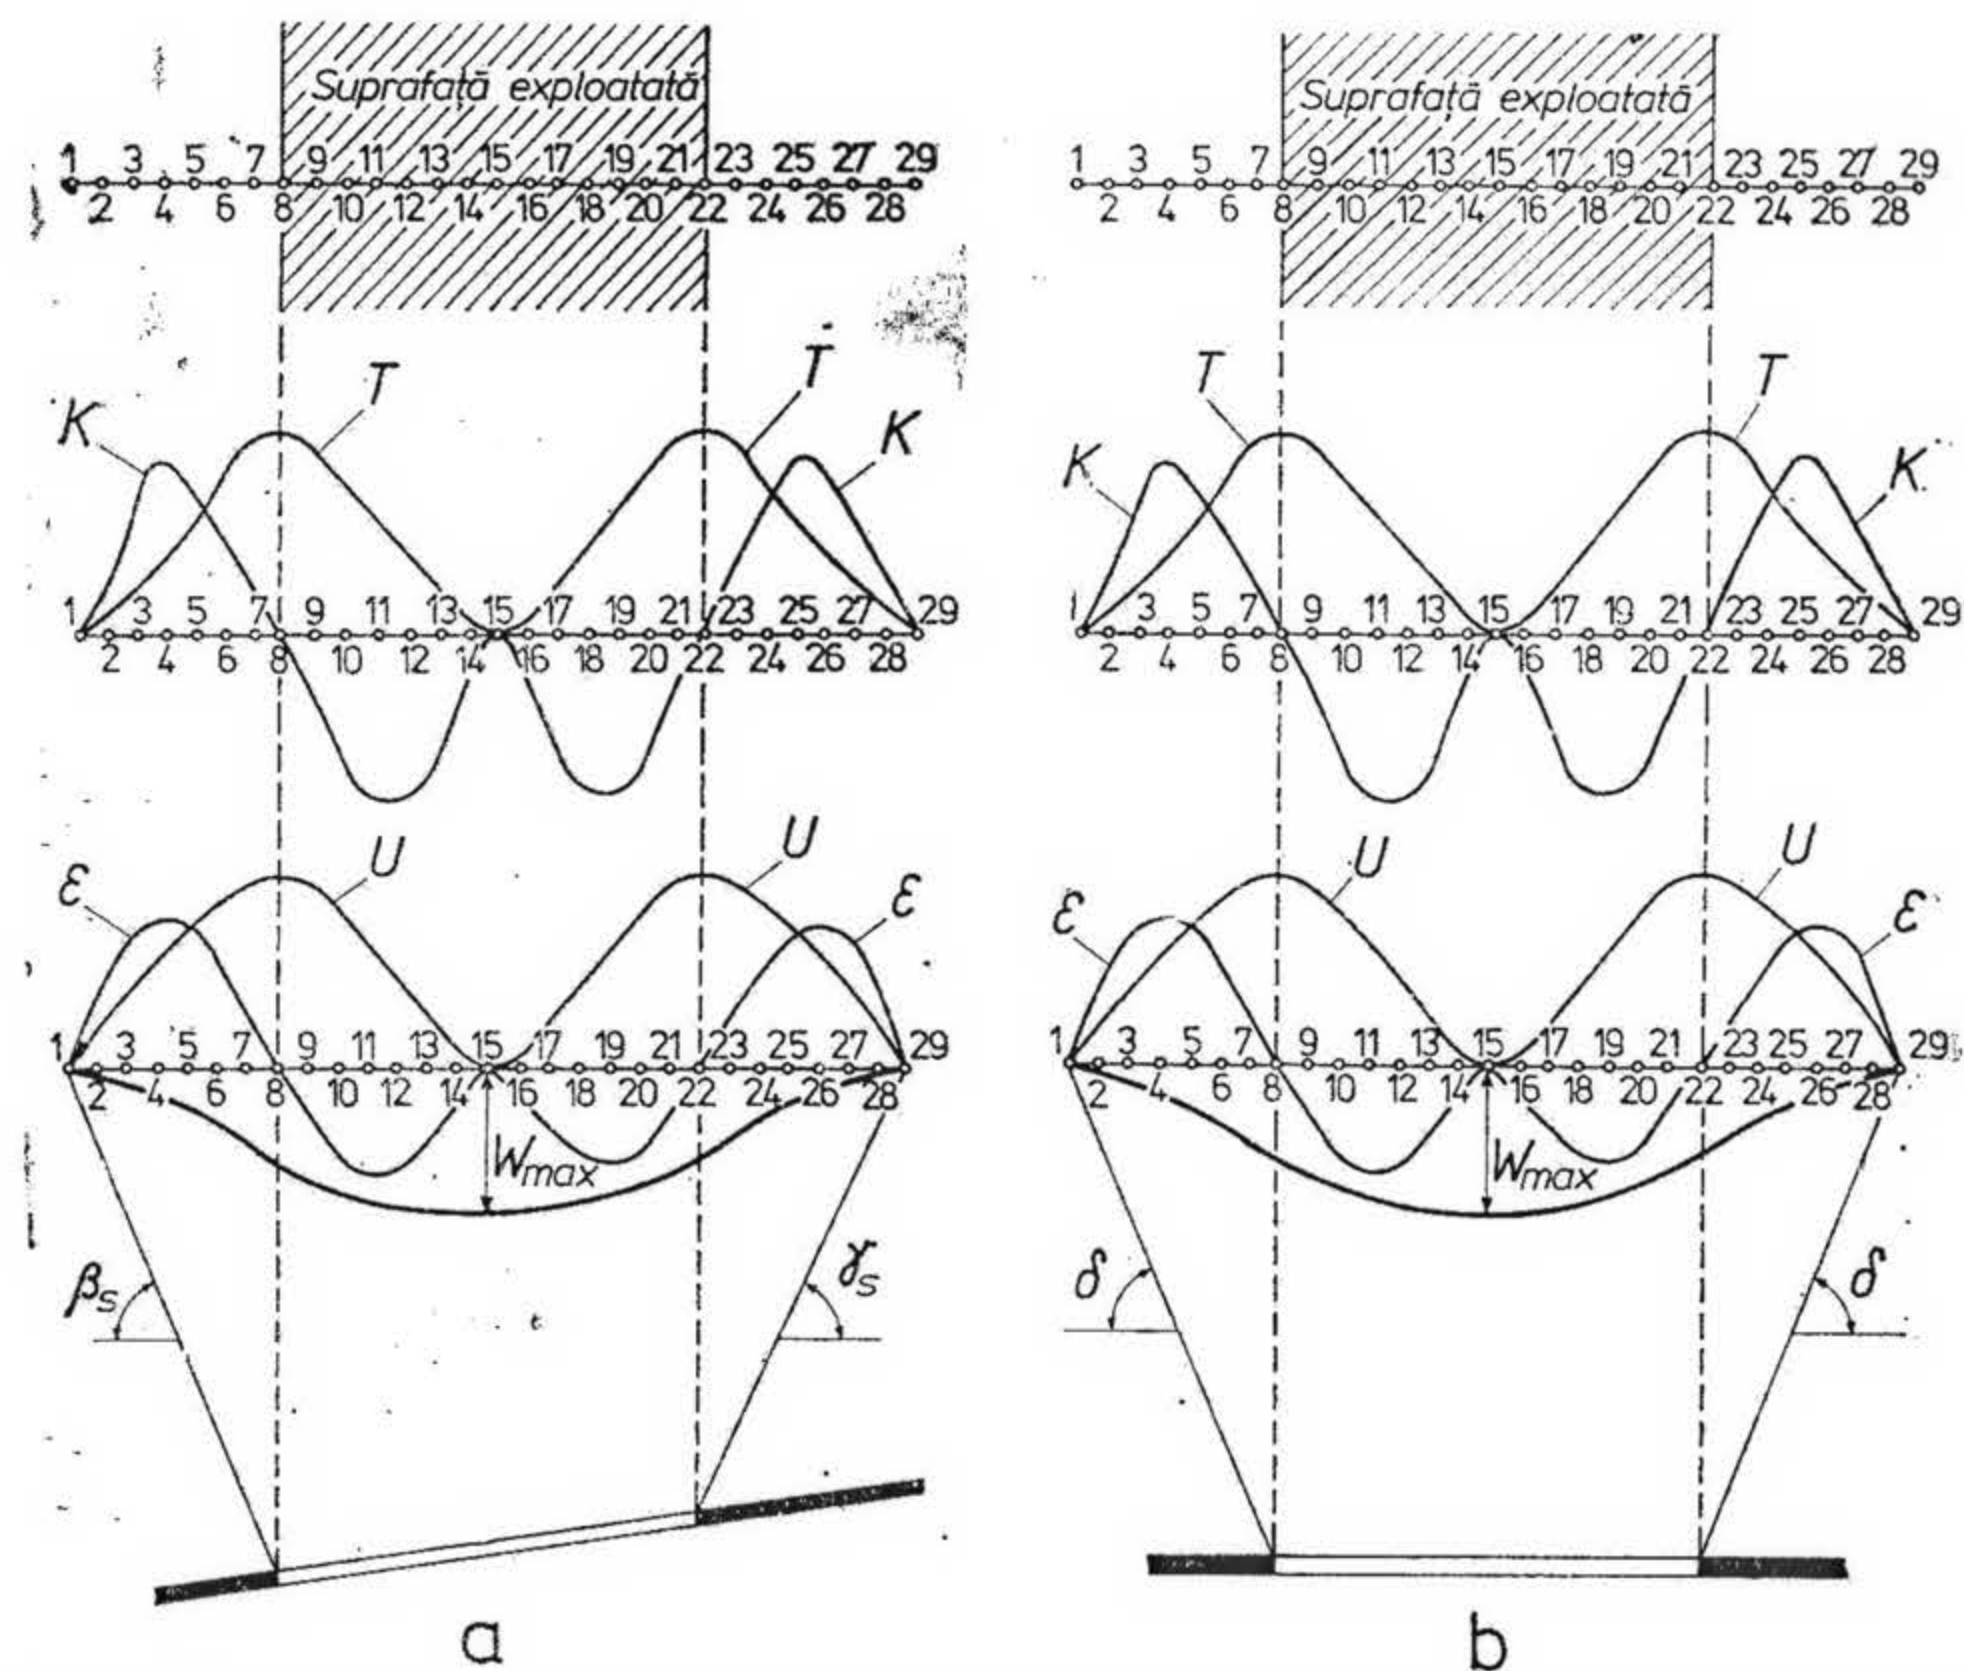 Suprafaţă exploatată
1 3 5 7 9 11 13 15 17 19 21 23 25 27 29
2 4 6 8 10 12 14 16 18 20 22 24 26 28
T T
K K
1 3 5 7 9 11 13 15 17 19 21 23 25 27 29
2 4 6 8 10 12 14 16 18 20 22 24 26 28
U U
ε ε
1 3 5 7 9 11 13 15 17 19 21 23 25 27 29
2 4 6 8 10 12 14 16 18 20 22 24 26 28
Wmax
βs γs
a
Suprafaţă exploatată
1 3 5 7 9 11 13 15 17 19 21 23 25 27 29
2 4 6 8 10 12 14 16 18 20 22 24 26 28
T T
K K
1 3 5 7 9 11 13 15 17 19 21 23 25 27 29
2 4 6 8 10 12 14 16 18 20 22 24 26 28
U U
ε ε
1 3 5 7 9 11 13 15 17 19 21 23 25 27 29
2 4 6 8 10 12 14 16 18 20 22 24 26 28
Wmax
δ δ
b